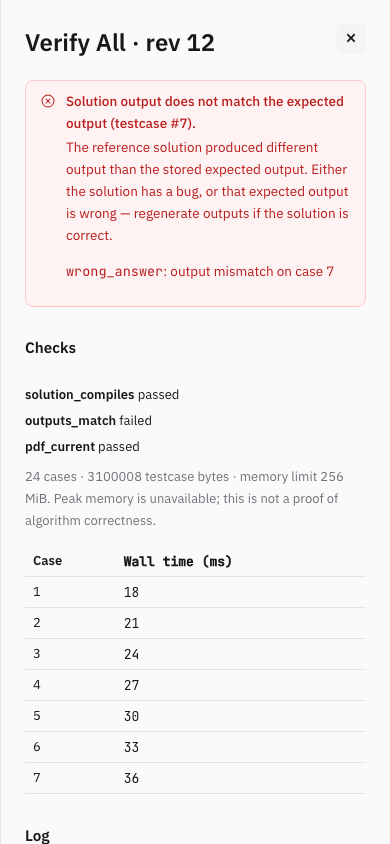 Verify All · rev 12
×
Solution output does not match the expected
output (testcase #7).
The reference solution produced different
output than the stored expected output. Either
the solution has a bug, or that expected output
is wrong — regenerate outputs if the solution is
correct.
wrong_answer: output mismatch on case 7
Checks
solution_compiles passed
outputs_match failed
pdf_current passed
24 cases · 3100008 testcase bytes · memory limit 256
MiB. Peak memory is unavailable; this is not a proof of
algorithm correctness.
Case Wall time (ms)
1 18
2 21
3 24
4 27
5 30
6 33
7 36
Log